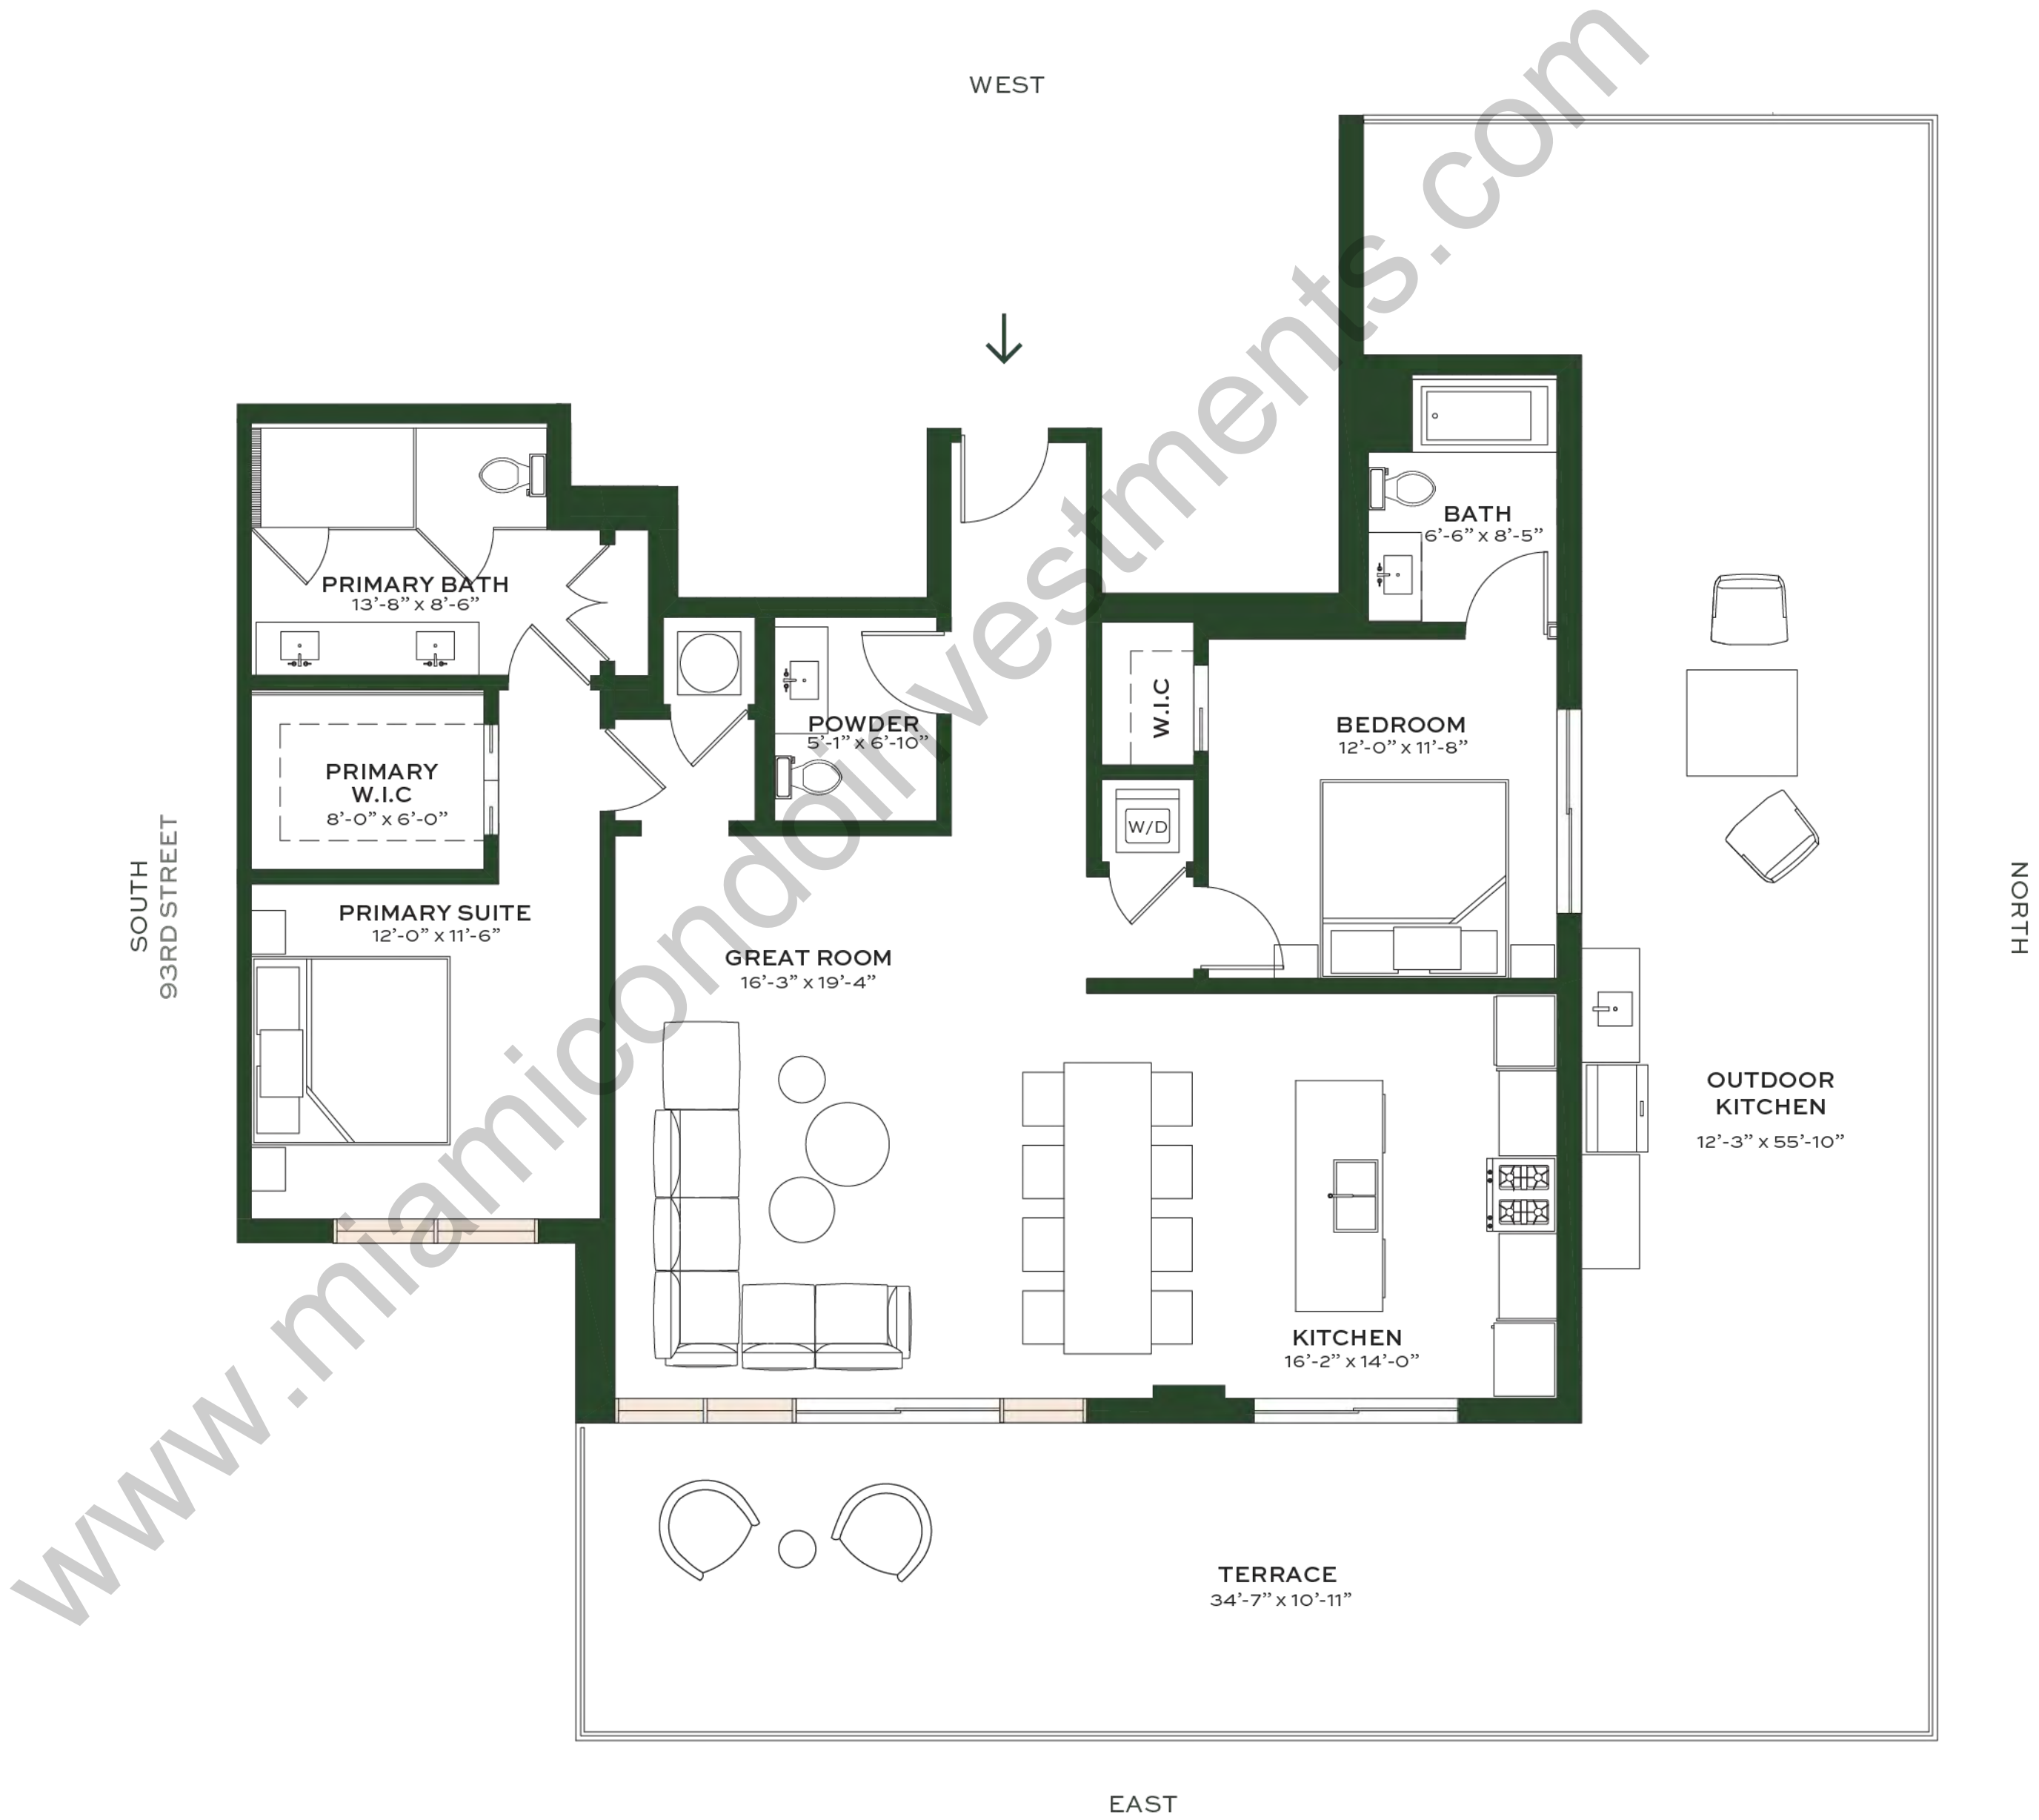 WEST
BATH
6'-6” x 8'-5”
PRIMARY BATH
13'-8” x 8'-6”
W.I.C
POWDER
5'-1” x 6'-10”
BEDROOM
12'-0” x 11'-8”
PRIMARY
W.I.C
8'-0” x 6'-0”
W/D
SOUTH
93RD STREET
NORTH
PRIMARY SUITE
12'-0” x 11'-6”
GREAT ROOM
16'-3” x 19'-4”
OUTDOOR
KITCHEN
12'-3” x 55'-10”
KITCHEN
16'-2” x 14'-0”
TERRACE
34'-7” x 10'-11”
EAST
www.miamicondoinvestments.com